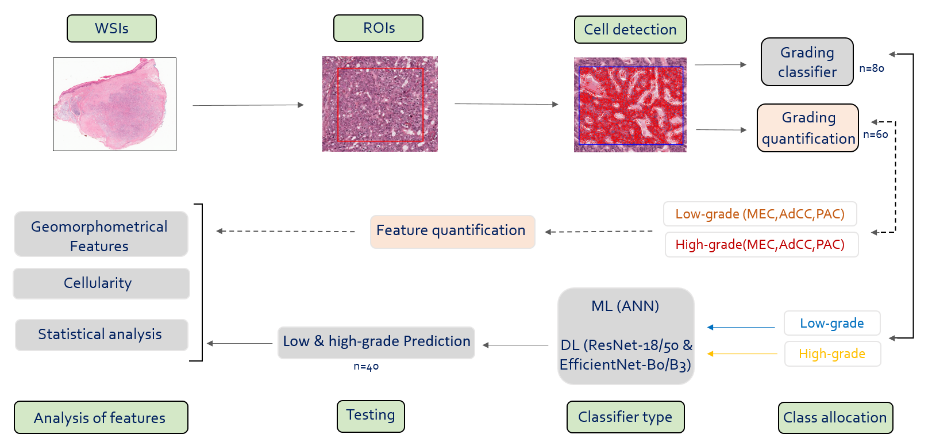 WSIs
ROIs
Cell detection
Grading
classifier
n=80
Grading
quantification
n=60
Low-grade (MEC,AdCC,PAC)
High-grade(MEC,AdCC,PAC)
Feature quantification
Geomorphometrical
Features
Cellularity
Statistical analysis
Low & high-grade Prediction
n=40
ML (ANN)
DL (ResNet-18/50 &
EfficientNet-B0/B3)
Low-grade
High-grade
Analysis of features
Testing
Classifier type
Class allocation